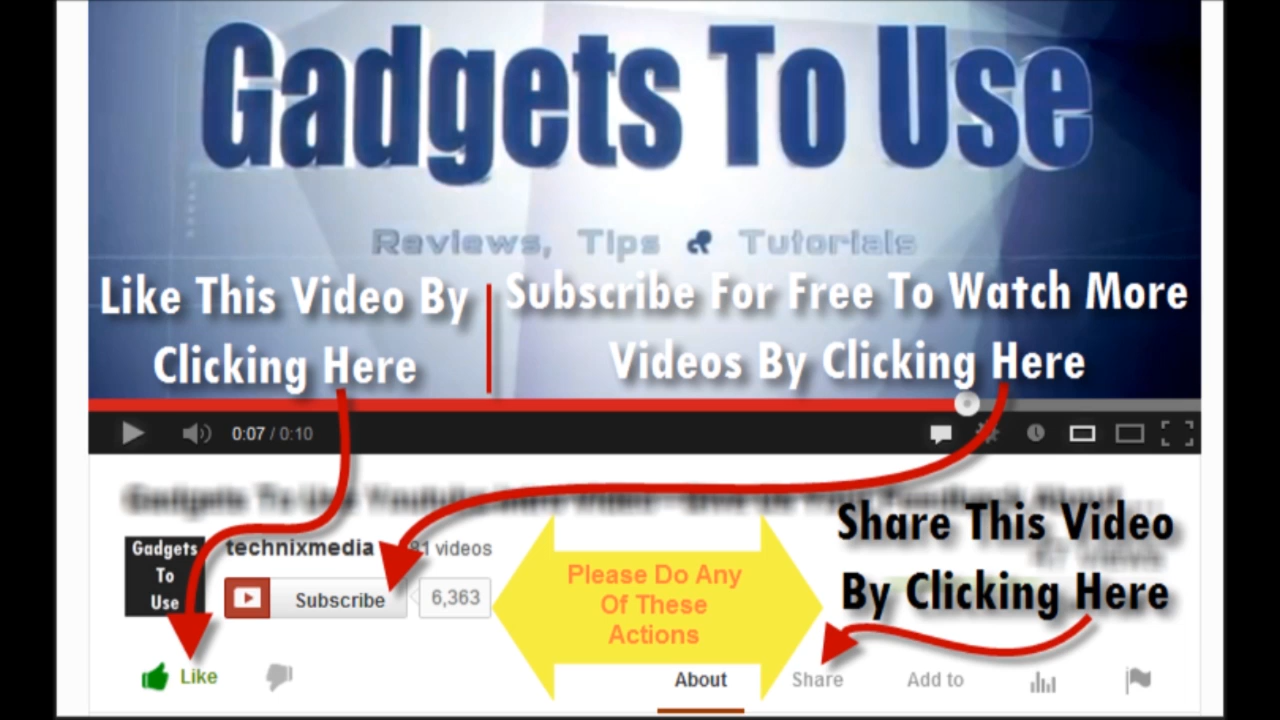 Gadgets To Use
Reviews, Tips & Tutorials
Like This Video By
Clicking Here
Subscribe For Free To Watch More
Videos By Clicking Here
0:07 / 0:10
Gadgets
To
Use
technixmedia
81 videos
Subscribe
6,363
Please Do Any
Of These
Actions
Share This Video
By Clicking Here
Like
About
Share
Add to